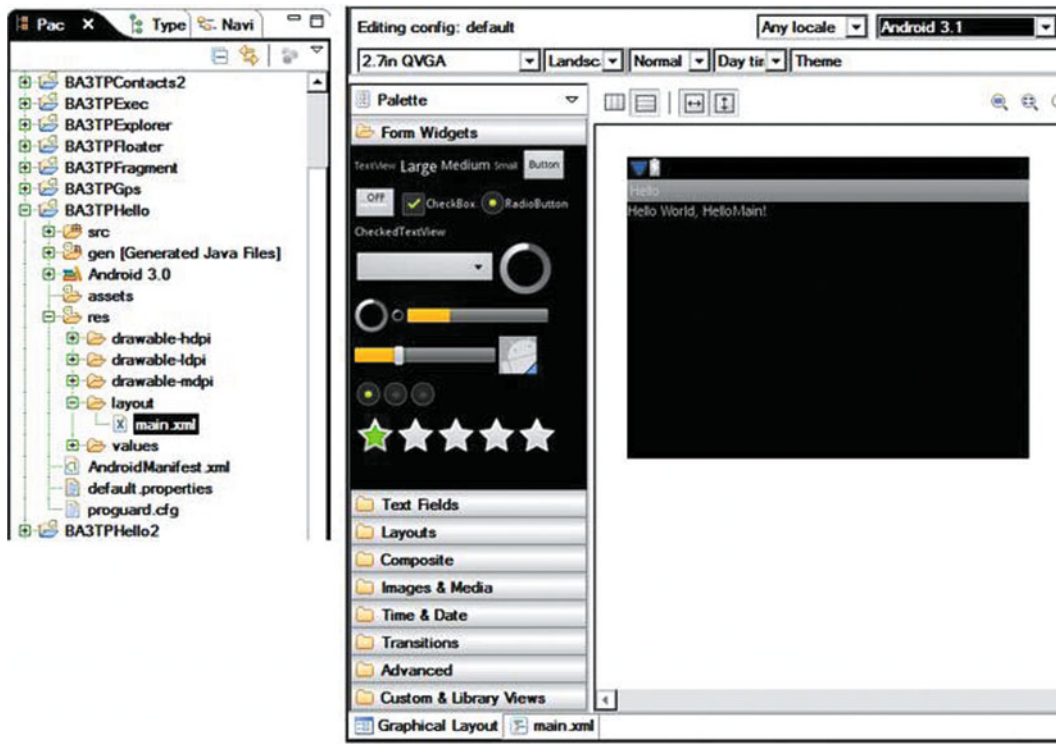 Pac X Type Navi
BA3TPContacts2
BA3TPExec
BA3TPExplorer
BA3TPFloater
BA3TPFragment
BA3TPGps
BA3TPHello
src
gen [Generated Java Files]
Android 3.0
assets
res
drawable-hdpi
drawable-ldpi
drawable-mdpi
layout
main.xml
values
AndroidManifest.xml
default.properties
proguard.cfg
BA3TPHello2
Editing config: default
Any locale Android 3.1
2.7in QVGA Landsc Normal Day tir Theme
Palette
Form Widgets
TextView Large Medium Small Button
OFF CheckBox RadioButton
CheckedTextView
Text Fields
Layouts
Composite
Images & Media
Time & Date
Transitions
Advanced
Custom & Library Views
Graphical Layout main.xml
Hello
Hello World, HelloMain!